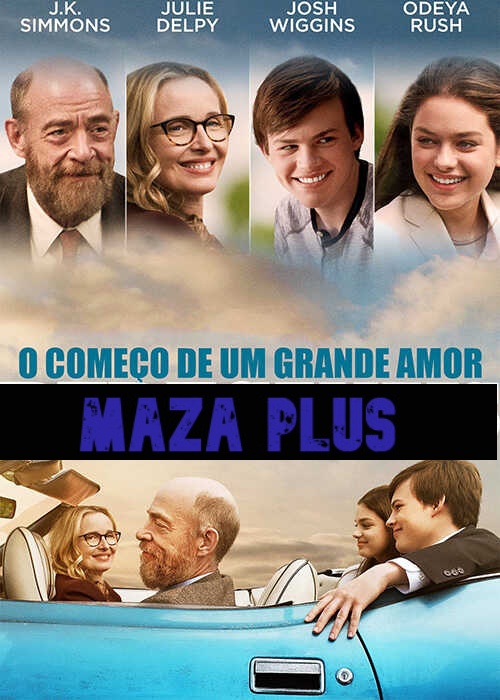 J.K. SIMMONS
JULIE DELPY
JOSH WIGGINS
ODEYA RUSH
O COMEÇO DE UM GRANDE AMOR
MAZA PLUS